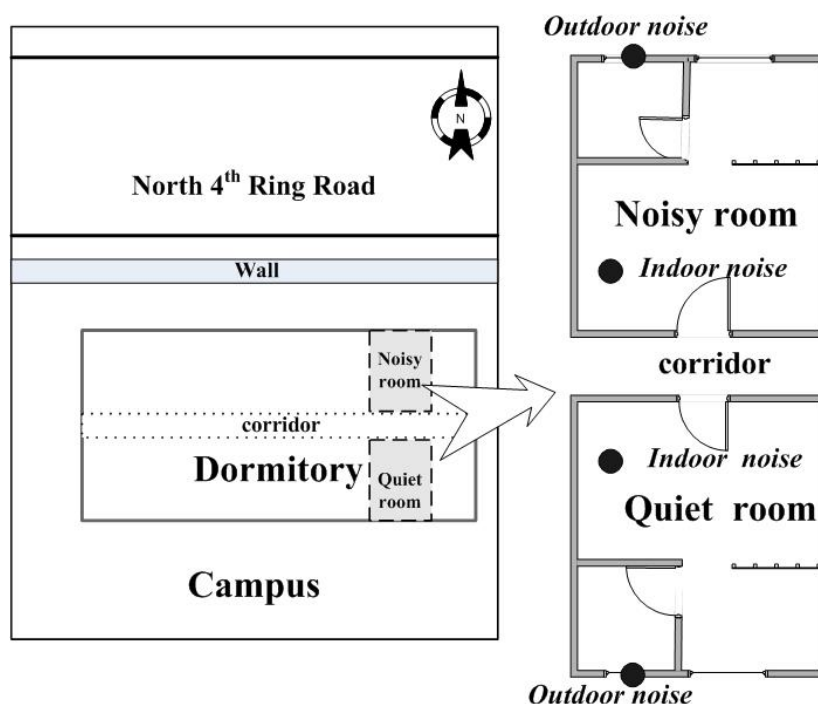 N
North 4th Ring Road
Wall
Noisy
room
corridor
Dormitory
Quiet
room
Campus
Outdoor noise
Noisy room
Indoor noise
corridor
Indoor noise
Quiet room
Outdoor noise